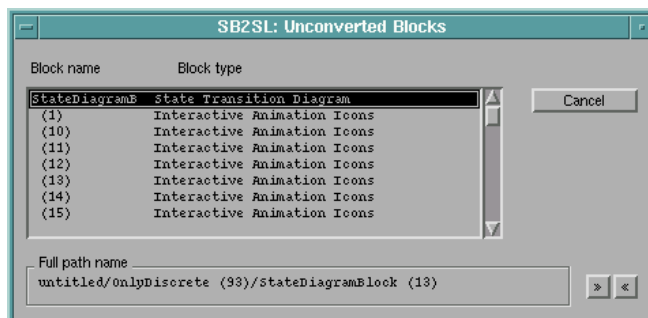 SB2SL: Unconverted Blocks
Block name Block type
StateDiagramB State Transition Diagram
(1) Interactive Animation Icons
(10) Interactive Animation Icons
(11) Interactive Animation Icons
(12) Interactive Animation Icons
(13) Interactive Animation Icons
(14) Interactive Animation Icons
(15) Interactive Animation Icons
Cancel
Full path name
untitled/OnlyDiscrete (93)/StateDiagramBlock (13)
» «